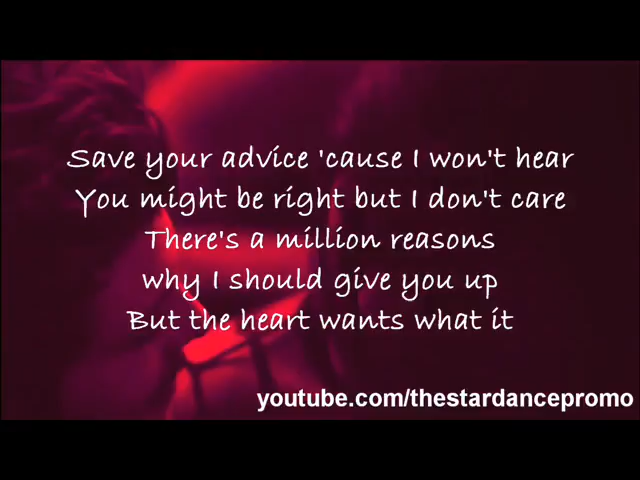 Save your advice 'cause I won't hear
You might be right but I don't care
There's a million reasons
why I should give you up
But the heart wants what it
youtube.com/thestardancepromo